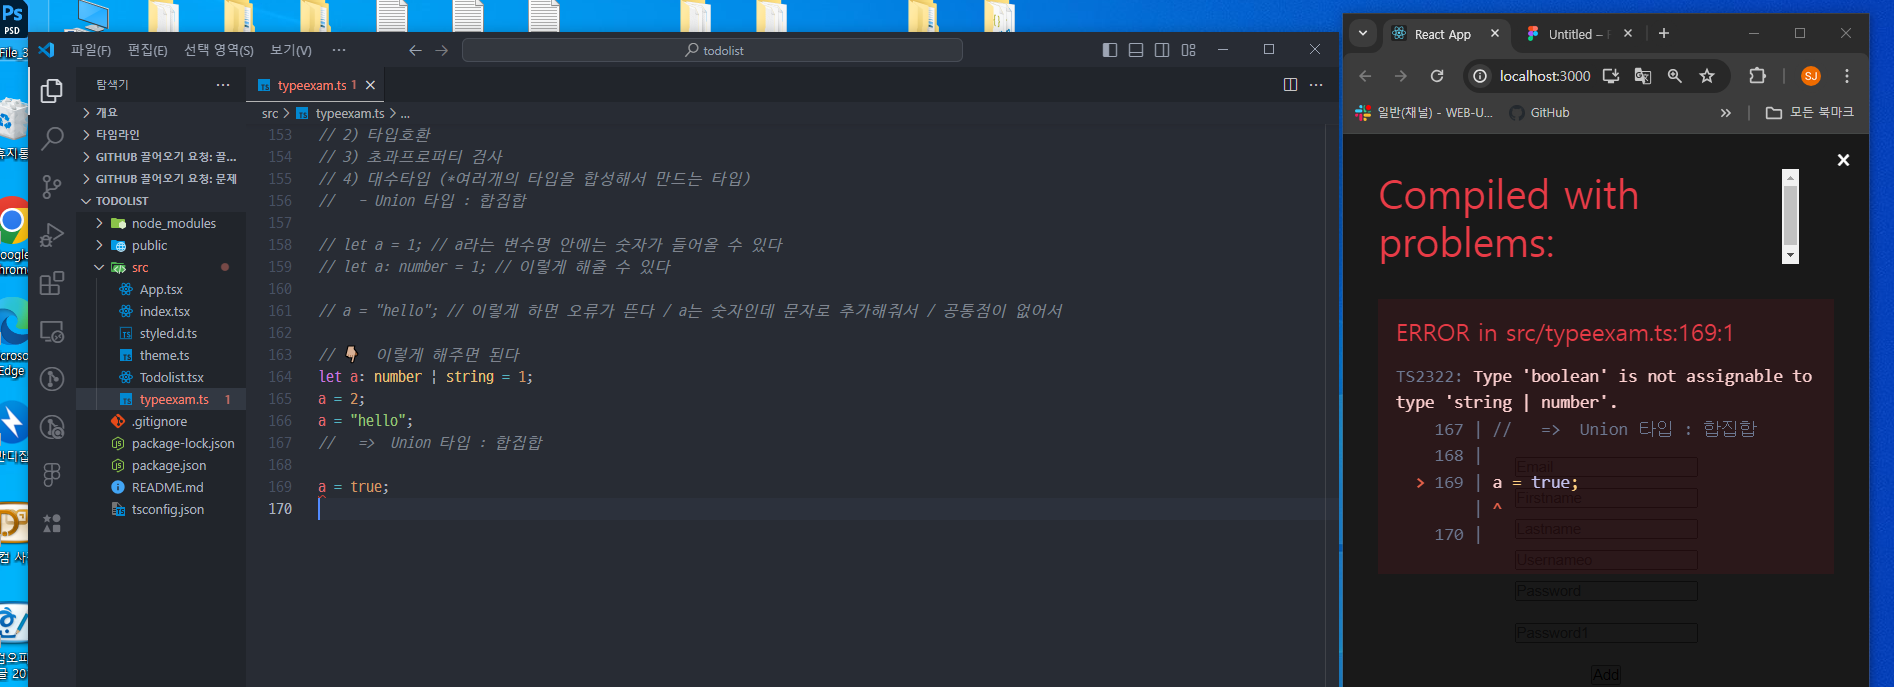 Ps
PSD
File_3
휴지통
Edge
파일(F) 편집(E) 선택 영역(S) 보기(V) ···
todolist
탐색기 ···
개요
타임라인
GITHUB 끌어오기 요청: 끌...
GITHUB 끌어오기 요청: 문제
TODOLIST
node_modules
public
src
App.tsx
index.tsx
styled.d.ts
theme.ts
Todolist.tsx
typeexam.ts 1
.gitignore
package-lock.json
package.json
README.md
tsconfig.json
typeexam.ts 1
src > typeexam.ts > ...
153 // 2) 타입호환
154 // 3) 초과프로퍼티 검사
155 // 4) 대수타입 (*여러개의 타입을 합성해서 만드는 타입)
156 //   - Union 타입 : 합집합
157
158 // let a = 1; // a라는 변수명 안에는 숫자가 들어올 수 있다
159 // let a: number = 1; // 이렇게 해줄 수 있다
160
161 // a = "hello"; // 이렇게 하면 오류가 뜬다 / a는 숫자인데 문자로 추가해줘서 / 공통점이 없어서
162
163 // 👇🏽 이렇게 해주면 된다
164 let a: number | string = 1;
165 a = 2;
166 a = "hello";
167 //   =>  Union 타입 : 합집합
168
169 a = true;
170
React App
Untitled – F
localhost:3000
SJ
일반(채널) - WEB-U...
GitHub
모든 북마크
Compiled with
problems:
ERROR in src/typeexam.ts:169:1
TS2322: Type 'boolean' is not assignable to
type 'string | number'.
167 | //   =>  Union 타입 : 합집합
168 |
> 169 | a = true;
| ^
170 |
Email
Firstname
Lastname
Usernameo
Password
Password1
Add